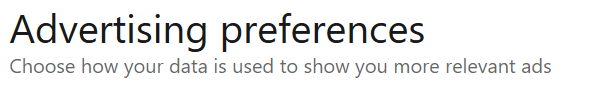 Advertising preferences
Choose how your data is used to show you more relevant ads